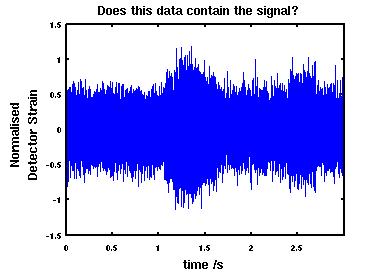 Does this data contain the signal?
1.5
1
0.5
0
-0.5
-1
-1.5
Normalised
Detector Strain
0 0.5 1 1.5 2 2.5
time /s